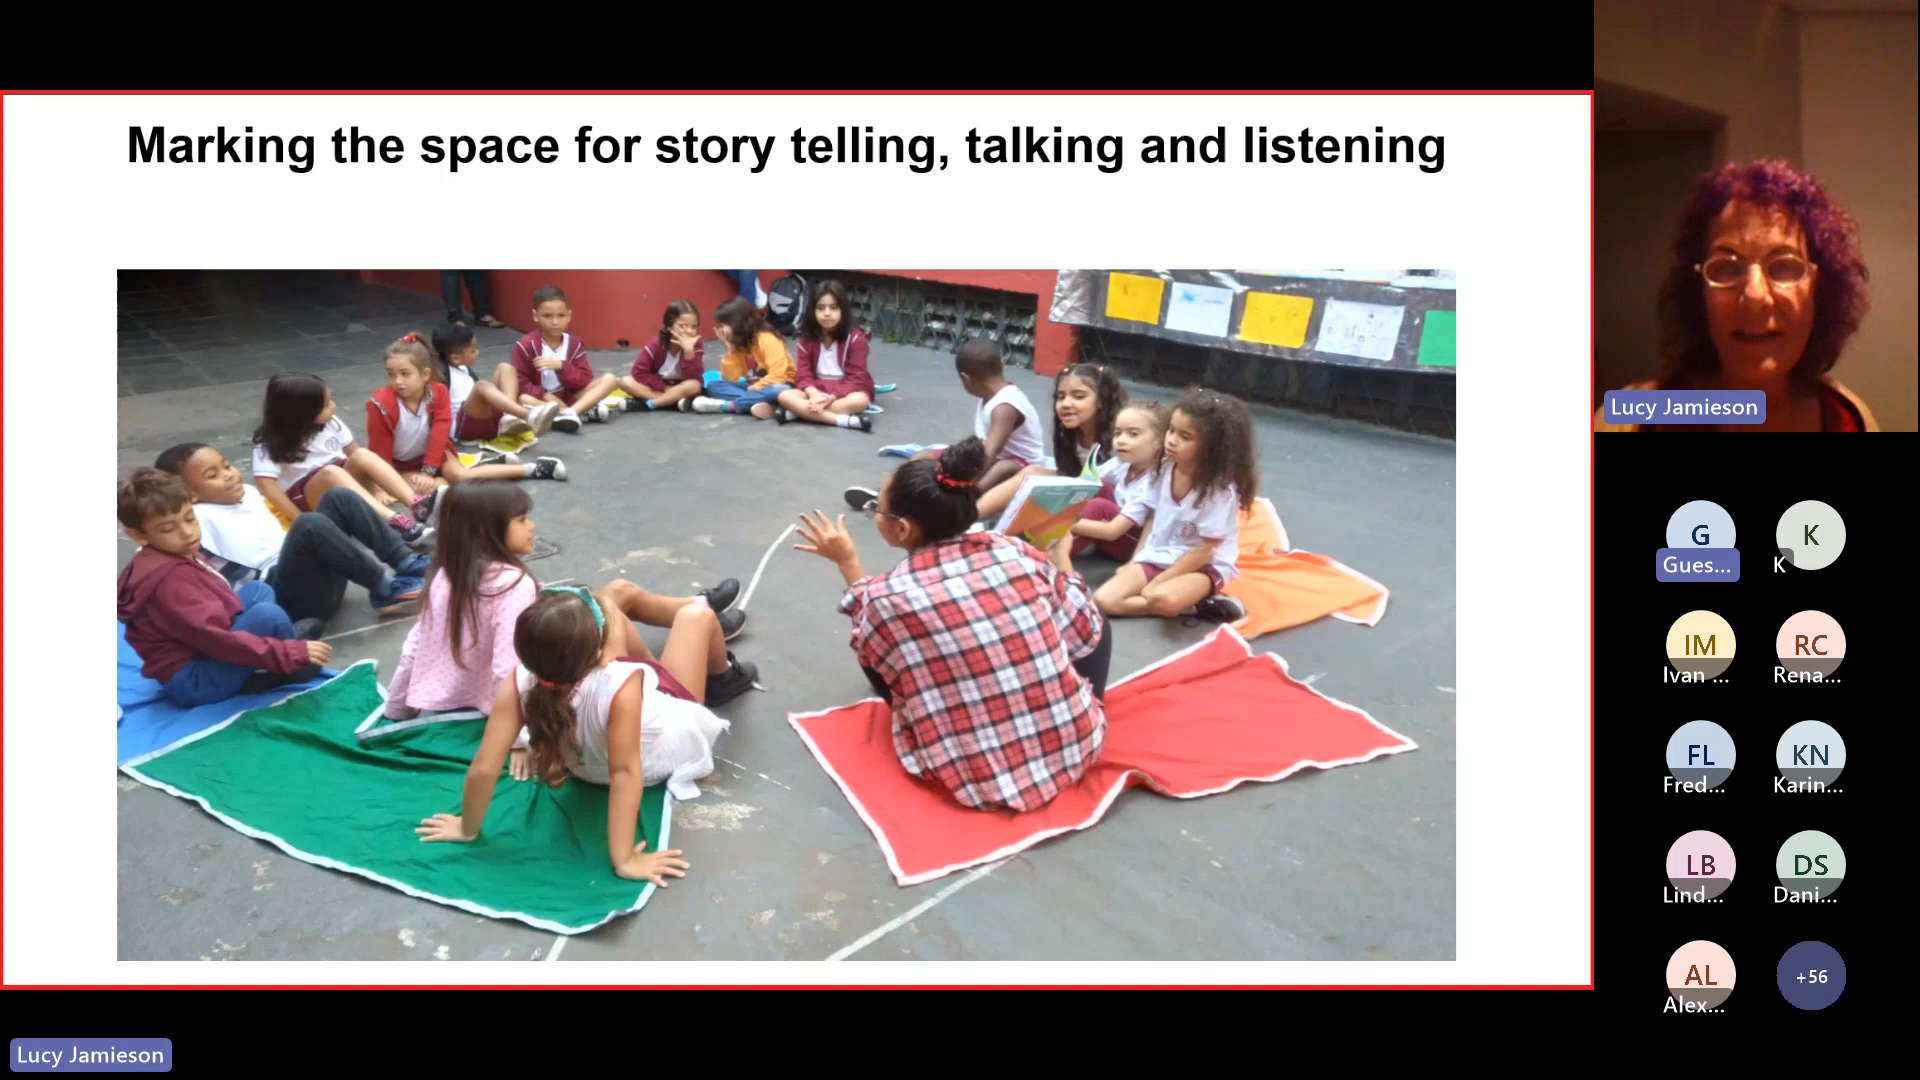 Marking the space for story telling, talking and listening
Lucy Jamieson
G
K
Gues...
K
IM
RC
Ivan ...
Rena...
FL
KN
Fred...
Karin...
LB
DS
Lind...
Dani...
AL
+56
Alex...
Lucy Jamieson